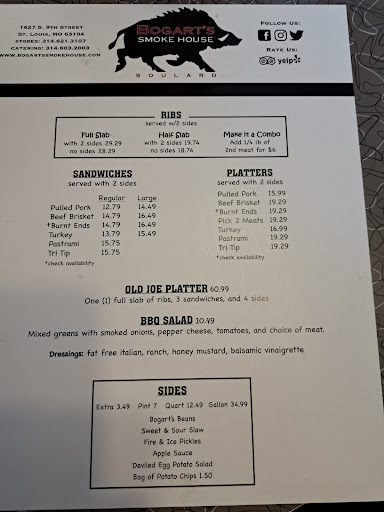 1627 S. 9TH STREET
ST. LOUIS, MO 63104
STORES: 314.621.3107
CATERING: 314.603.2003
WWW.BOGARTSSMOKEHOUSE.COM
BOGART'S
SMOKE HOUSE
SOULARD
FOLLOW US:
RATE US:
yelp
RIBS
served w/2 sides
Full Slab
with 2 sides 29.29
no sides 28.29
Half Slab
with 2 sides 19.74
no sides 18.74
Make it a Combo
Add 1/4 lb of
2nd meat for $6
SANDWICHES
served with 2 sides
Regular Large
Pulled Pork 12.79 14.49
Beef Brisket 14.79 16.49
*Burnt Ends 14.79 16.49
Turkey 13.79 15.49
Pastrami 15.75
Tri Tip 15.75
*check availability
PLATTERS
served with 2 sides
Pulled Pork 15.99
Beef Brisket 19.29
*Burnt Ends 19.29
Pick 2 Meats 19.29
Turkey 16.99
Pastrami 19.29
Tri-Tip 19.29
*check availability
OLD JOE PLATTER 60.99
One (1) full slab of ribs, 3 sandwiches, and 4 sides
BBQ SALAD 10.49
Mixed greens with smoked onions, pepper cheese, tomatoes, and choice of meat.
Dressings: fat free italian, ranch, honey mustard, balsamic vinaigrette
SIDES
Extra 3.49 Pint 7 Quart 12.49 Gallon 34.99
Bogart's Beans
Sweet & Sour Slaw
Fire & Ice Pickles
Apple Sauce
Deviled Egg Potato Salad
Bag of Potato Chips 1.50